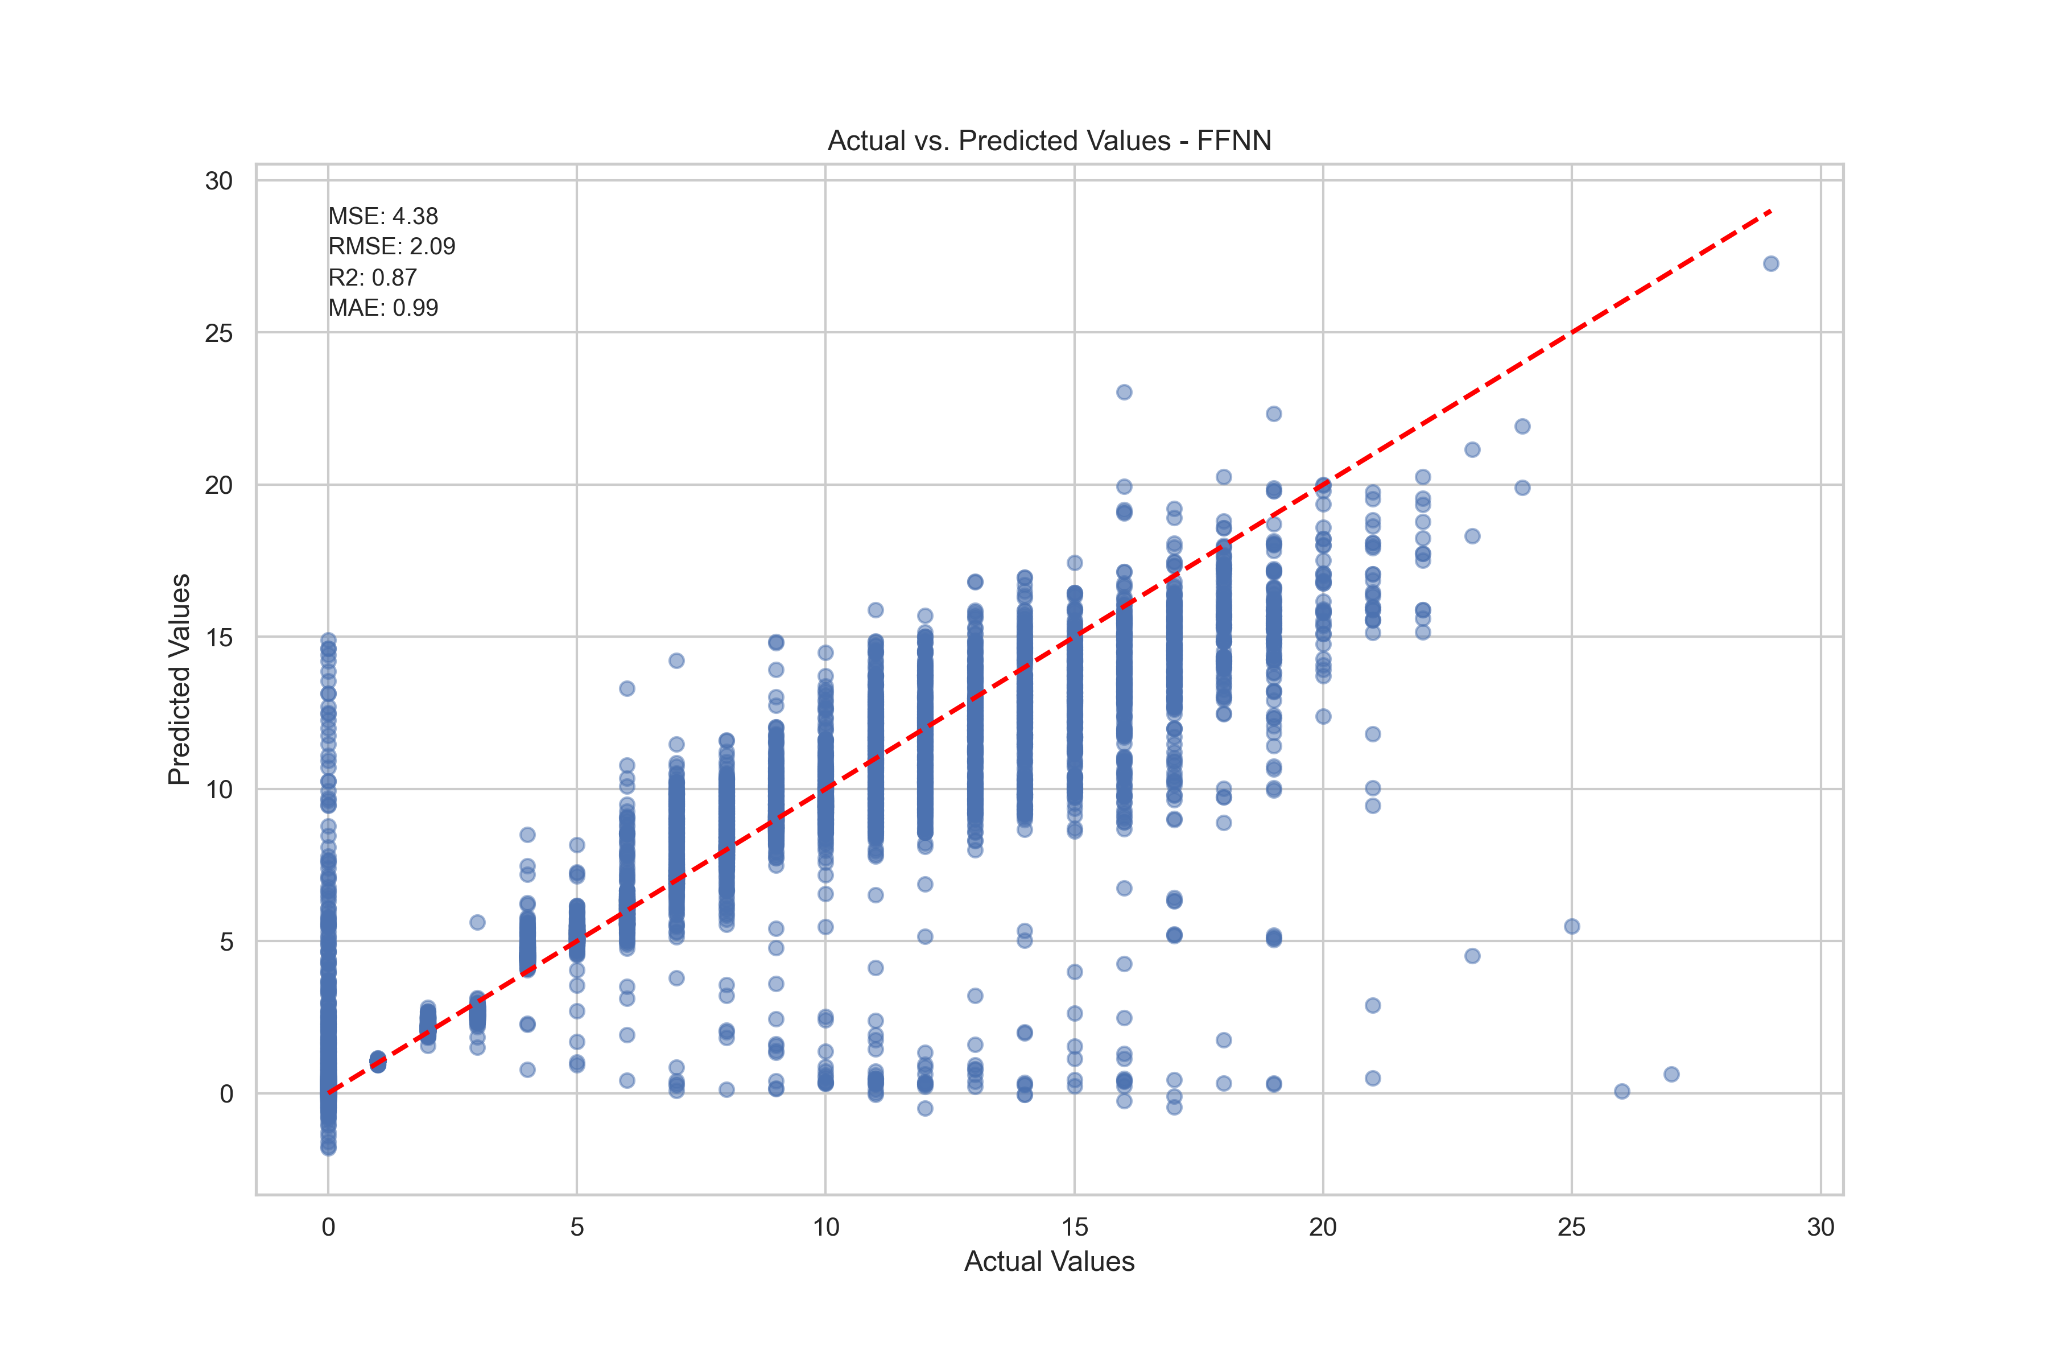 Actual vs. Predicted Values - FFNN
30
MSE: 4.38
RMSE: 2.09
R2: 0.87
MAE: 0.99
25
20
15
10
5
0
Predicted Values
0 5 10 15 20 25 30
Actual Values